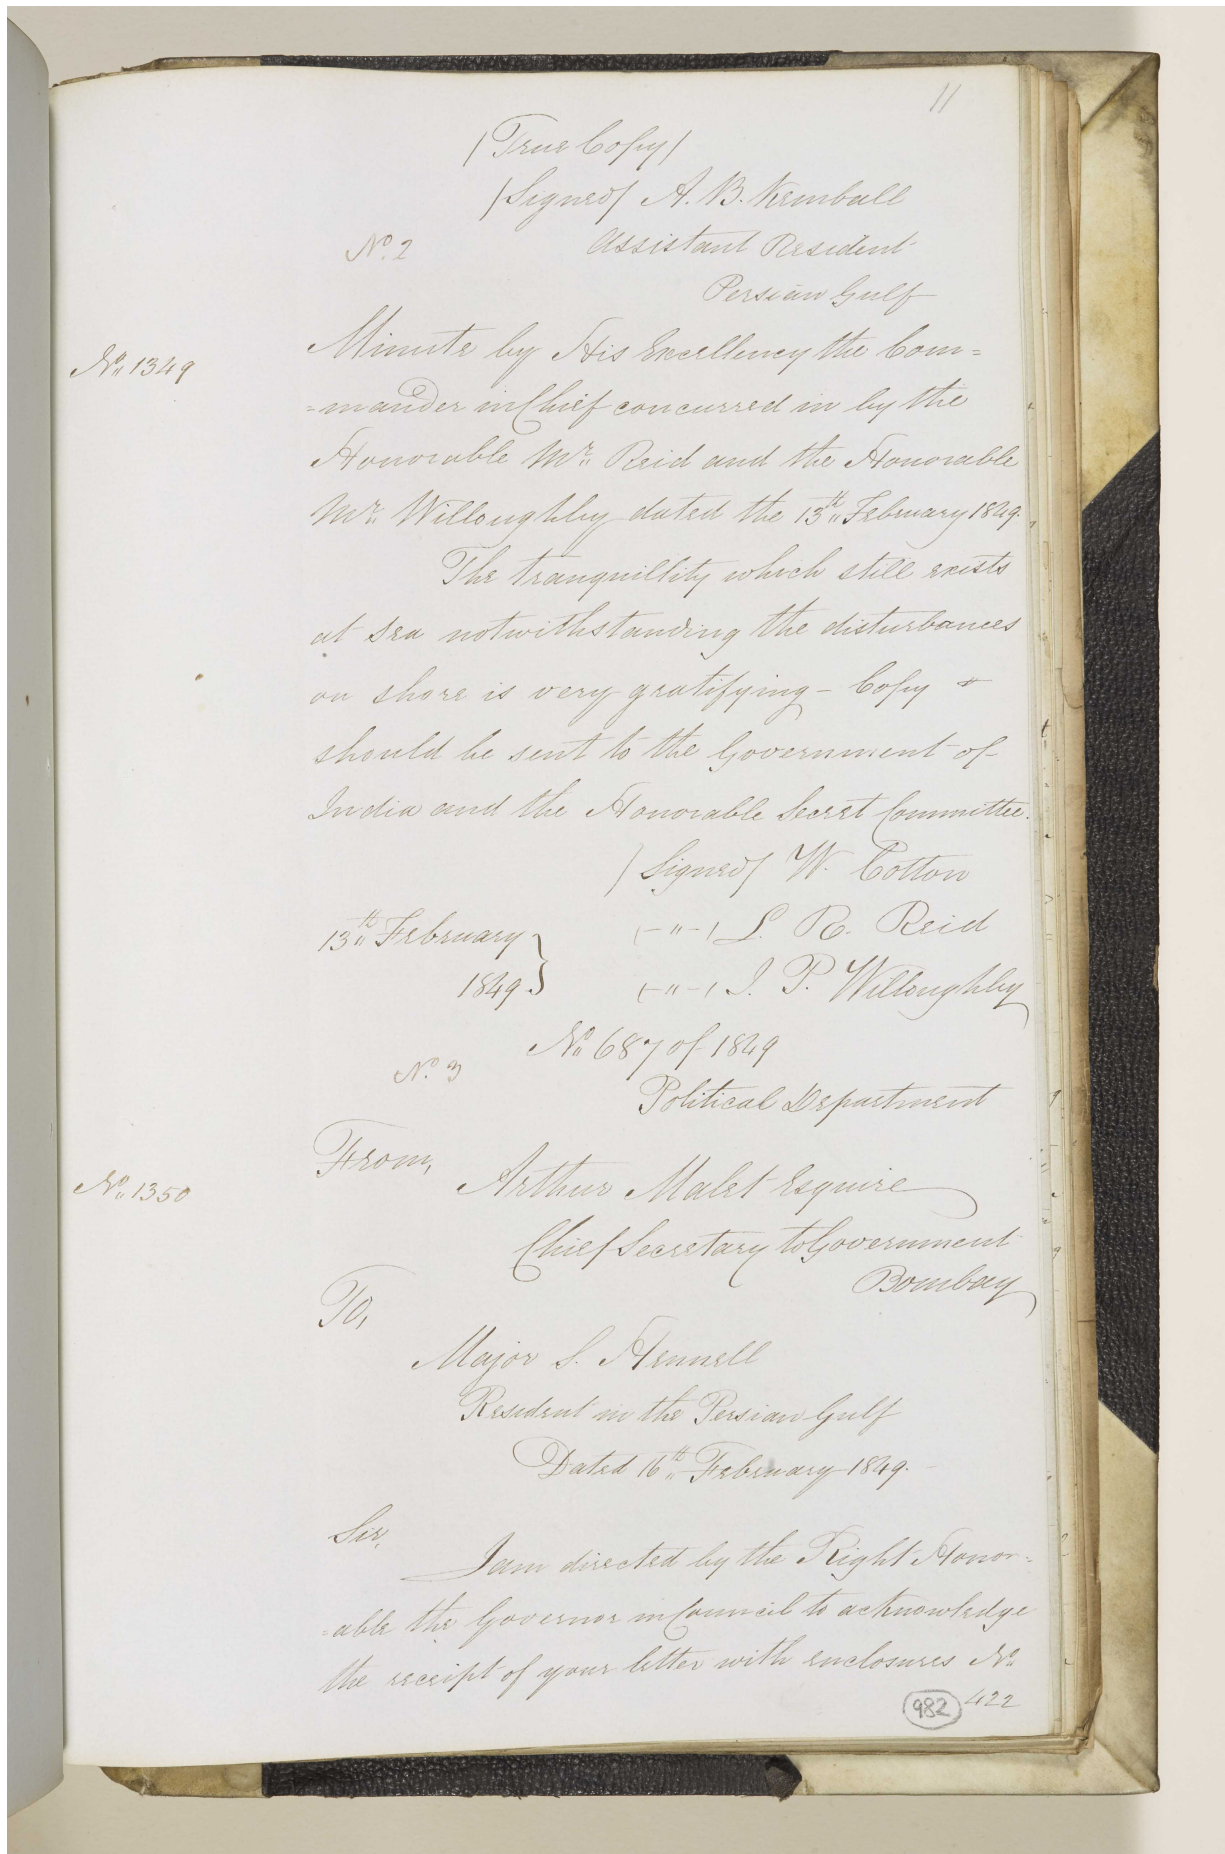 11
(True Copy)
(Signed) A. B. Kemball
Assistant Resident
Persian Gulf
No. 2
No. 1349
Minute by His Excellency the Com=
=mander in Chief concurred in by the
Honorable Mr. Reid and the Honorable
Mr. Willoughby dated the 13th February 1849.
The tranquillity which still exists
at Sea notwithstanding the disturbances
on shore is very gratifying - Copy
should be sent to the Government of
India and the Honorable Secret Committee.
(Signed) W. Cotton
(-"-) L. R. Reid
(-"-) J. P. Willoughby
13th February
1849
No. 687 of 1849
No. 3
Political Department
No. 1350
From,
Arthur Malet Esquire
Chief Secretary to Government
Bombay
To,
Major S. Hennell
Resident in the Persian Gulf
Dated 16th February 1849.
Sir,
I am directed by the Right Honor=
=able the Governor in Council to acknowledge
the receipt of your letter with enclosures No.
422
982